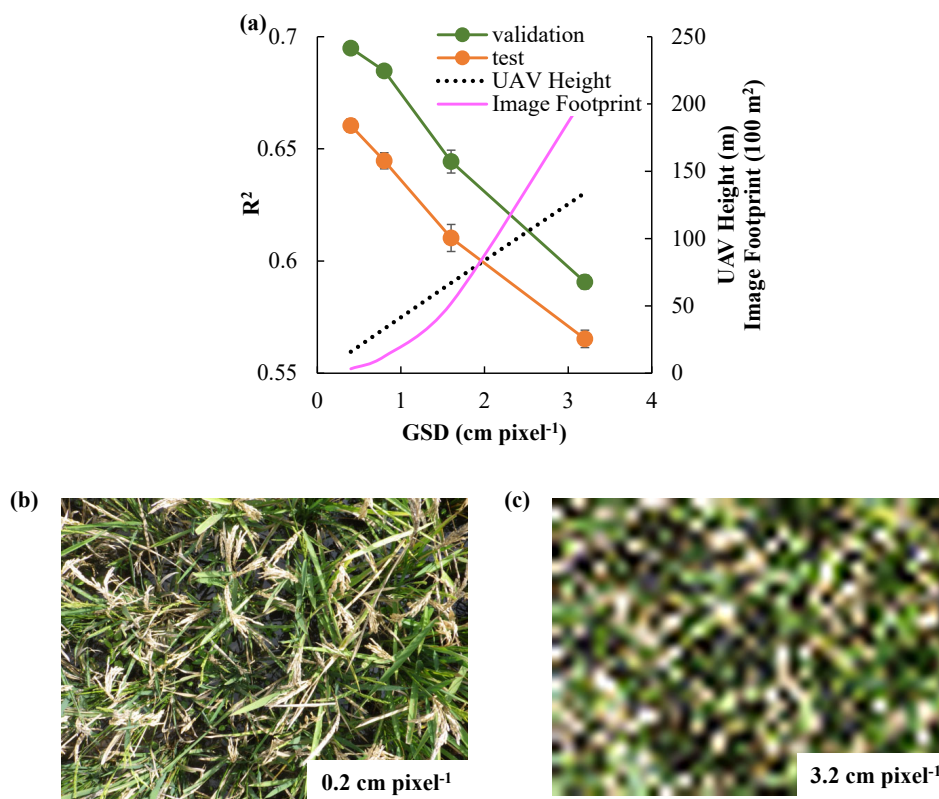 (a)
0.7
0.65
0.6
0.55
R²
0 1 2 3 4
GSD (cm pixel⁻¹)
250
200
150
100
50
0
UAV Height (m)
Image Footprint (100 m²)
validation
test
UAV Height
Image Footprint
(b)
0.2 cm pixel⁻¹
(c)
3.2 cm pixel⁻¹